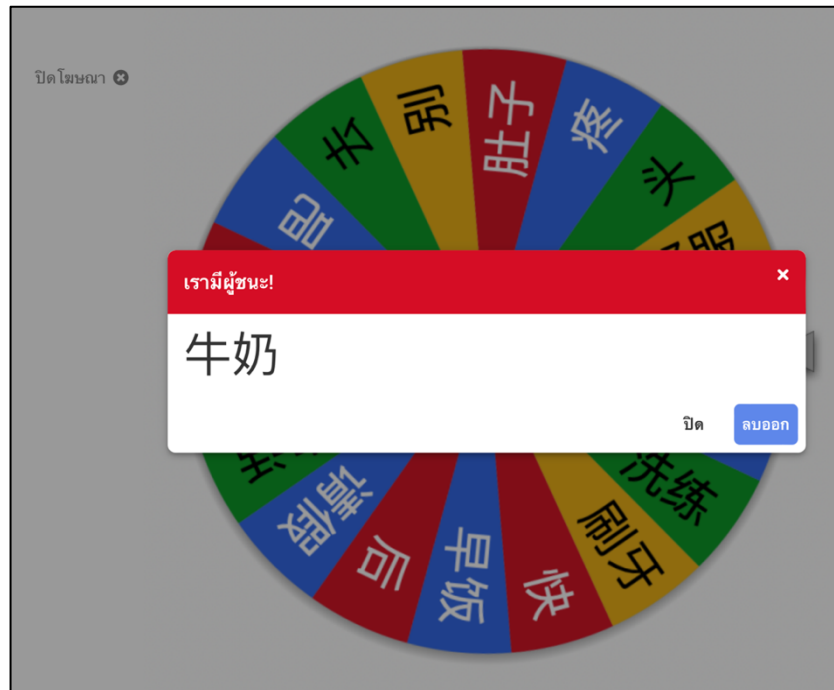 ปิดโฆษณา
别
肚子
疼
去
头
吧
服
เรามีผู้ชนะ!
牛奶
ปิด
ลบออก
洗练
请假
刷牙
后
早饭
快